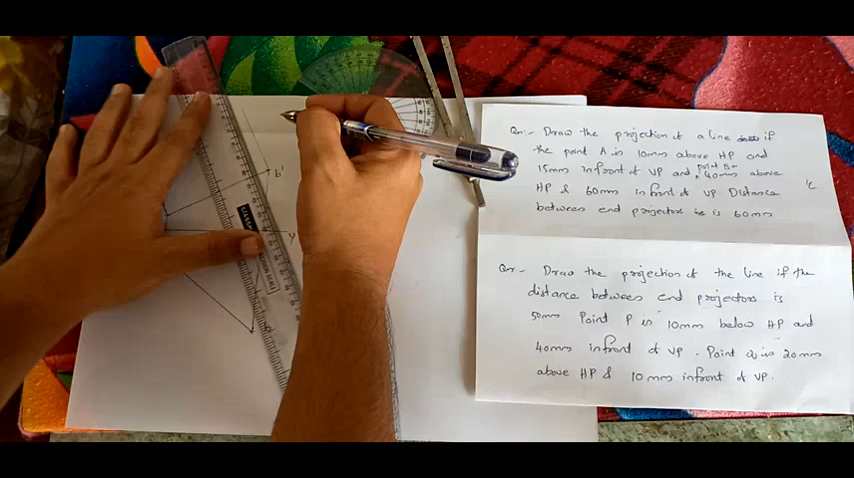 b'
y
Qn:- Draw the projection of a line if
the point A is 10mm above HP and
15mm infront of VP and point B is 40mm above
HP & 60mm infront of VP. Distance
between end projectors is 60mm
Qn:- Draw the projection of the line if the
distance between end projectors is
50mm Point P is 10mm below HP and
40mm infront of VP. Point Q is 20mm
above HP & 10mm infront of VP.